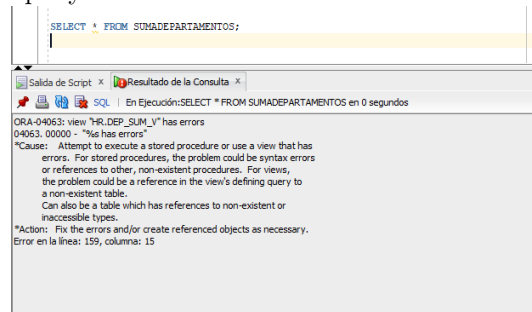 SELECT * FROM SUMADEPARTAMENTOS;
Salida de Script x Resultado de la Consulta x
SQL | En Ejecución:SELECT * FROM SUMADEPARTAMENTOS en 0 segundos
ORA-04063: view "HR.DEP_SUM_V" has errors
04063. 00000 - "%s has errors"
*Cause: Attempt to execute a stored procedure or use a view that has
errors. For stored procedures, the problem could be syntax errors
or references to other, non-existent procedures. For views,
the problem could be a reference in the view's defining query to
a non-existent table.
Can also be a table which has references to non-existent or
inaccessible types.
*Action: Fix the errors and/or create referenced objects as necessary.
Error en la línea: 159, columna: 15